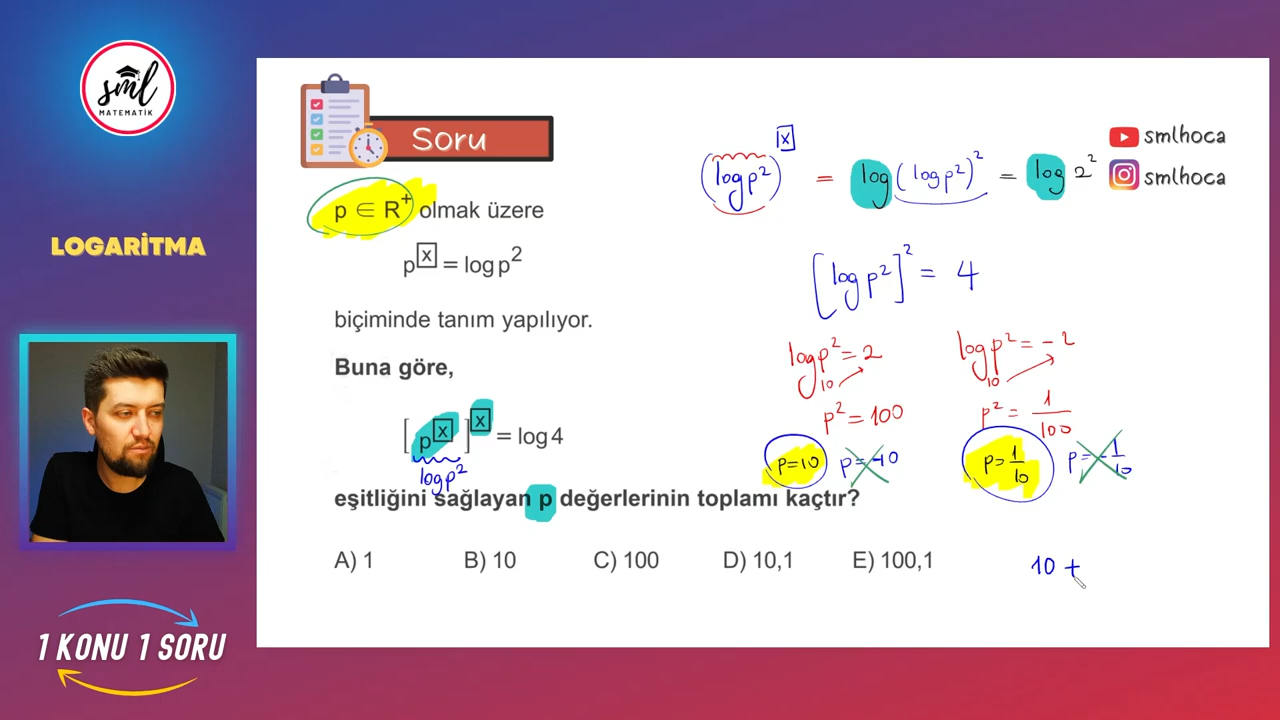 sml
MATEMATİK
Soru
smlhoca
smlhoca
LOGARİTMA
p ∈ R⁺ olmak üzere
p^[x] = log p²
biçiminde tanım yapılıyor.
Buna göre,
[p^[x]]^[x] = log 4
log p²
eşitliğini sağlayan p değerlerinin toplamı kaçtır?
A) 1 B) 10 C) 100 D) 10,1 E) 100,1
(log p²)^[x] = log (log p²)² = log 2²
[log p²]² = 4
log₁₀ p² = 2 log₁₀ p² = -2
p² = 100 p² = 1/100
p = 10 p = -10 p = 1/10 p = -1/10
10 +
1 KONU 1 SORU